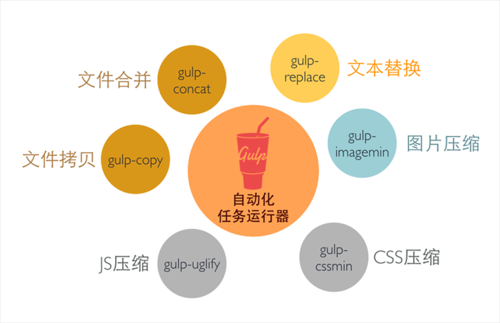 文件合并
gulp-
concat
gulp-
replace
文本替换
文件拷贝
gulp-copy
Gulp
自动化
任务运行器
gulp-
imagemin
图片压缩
JS压缩
gulp-uglify
gulp-
cssmin
CSS压缩